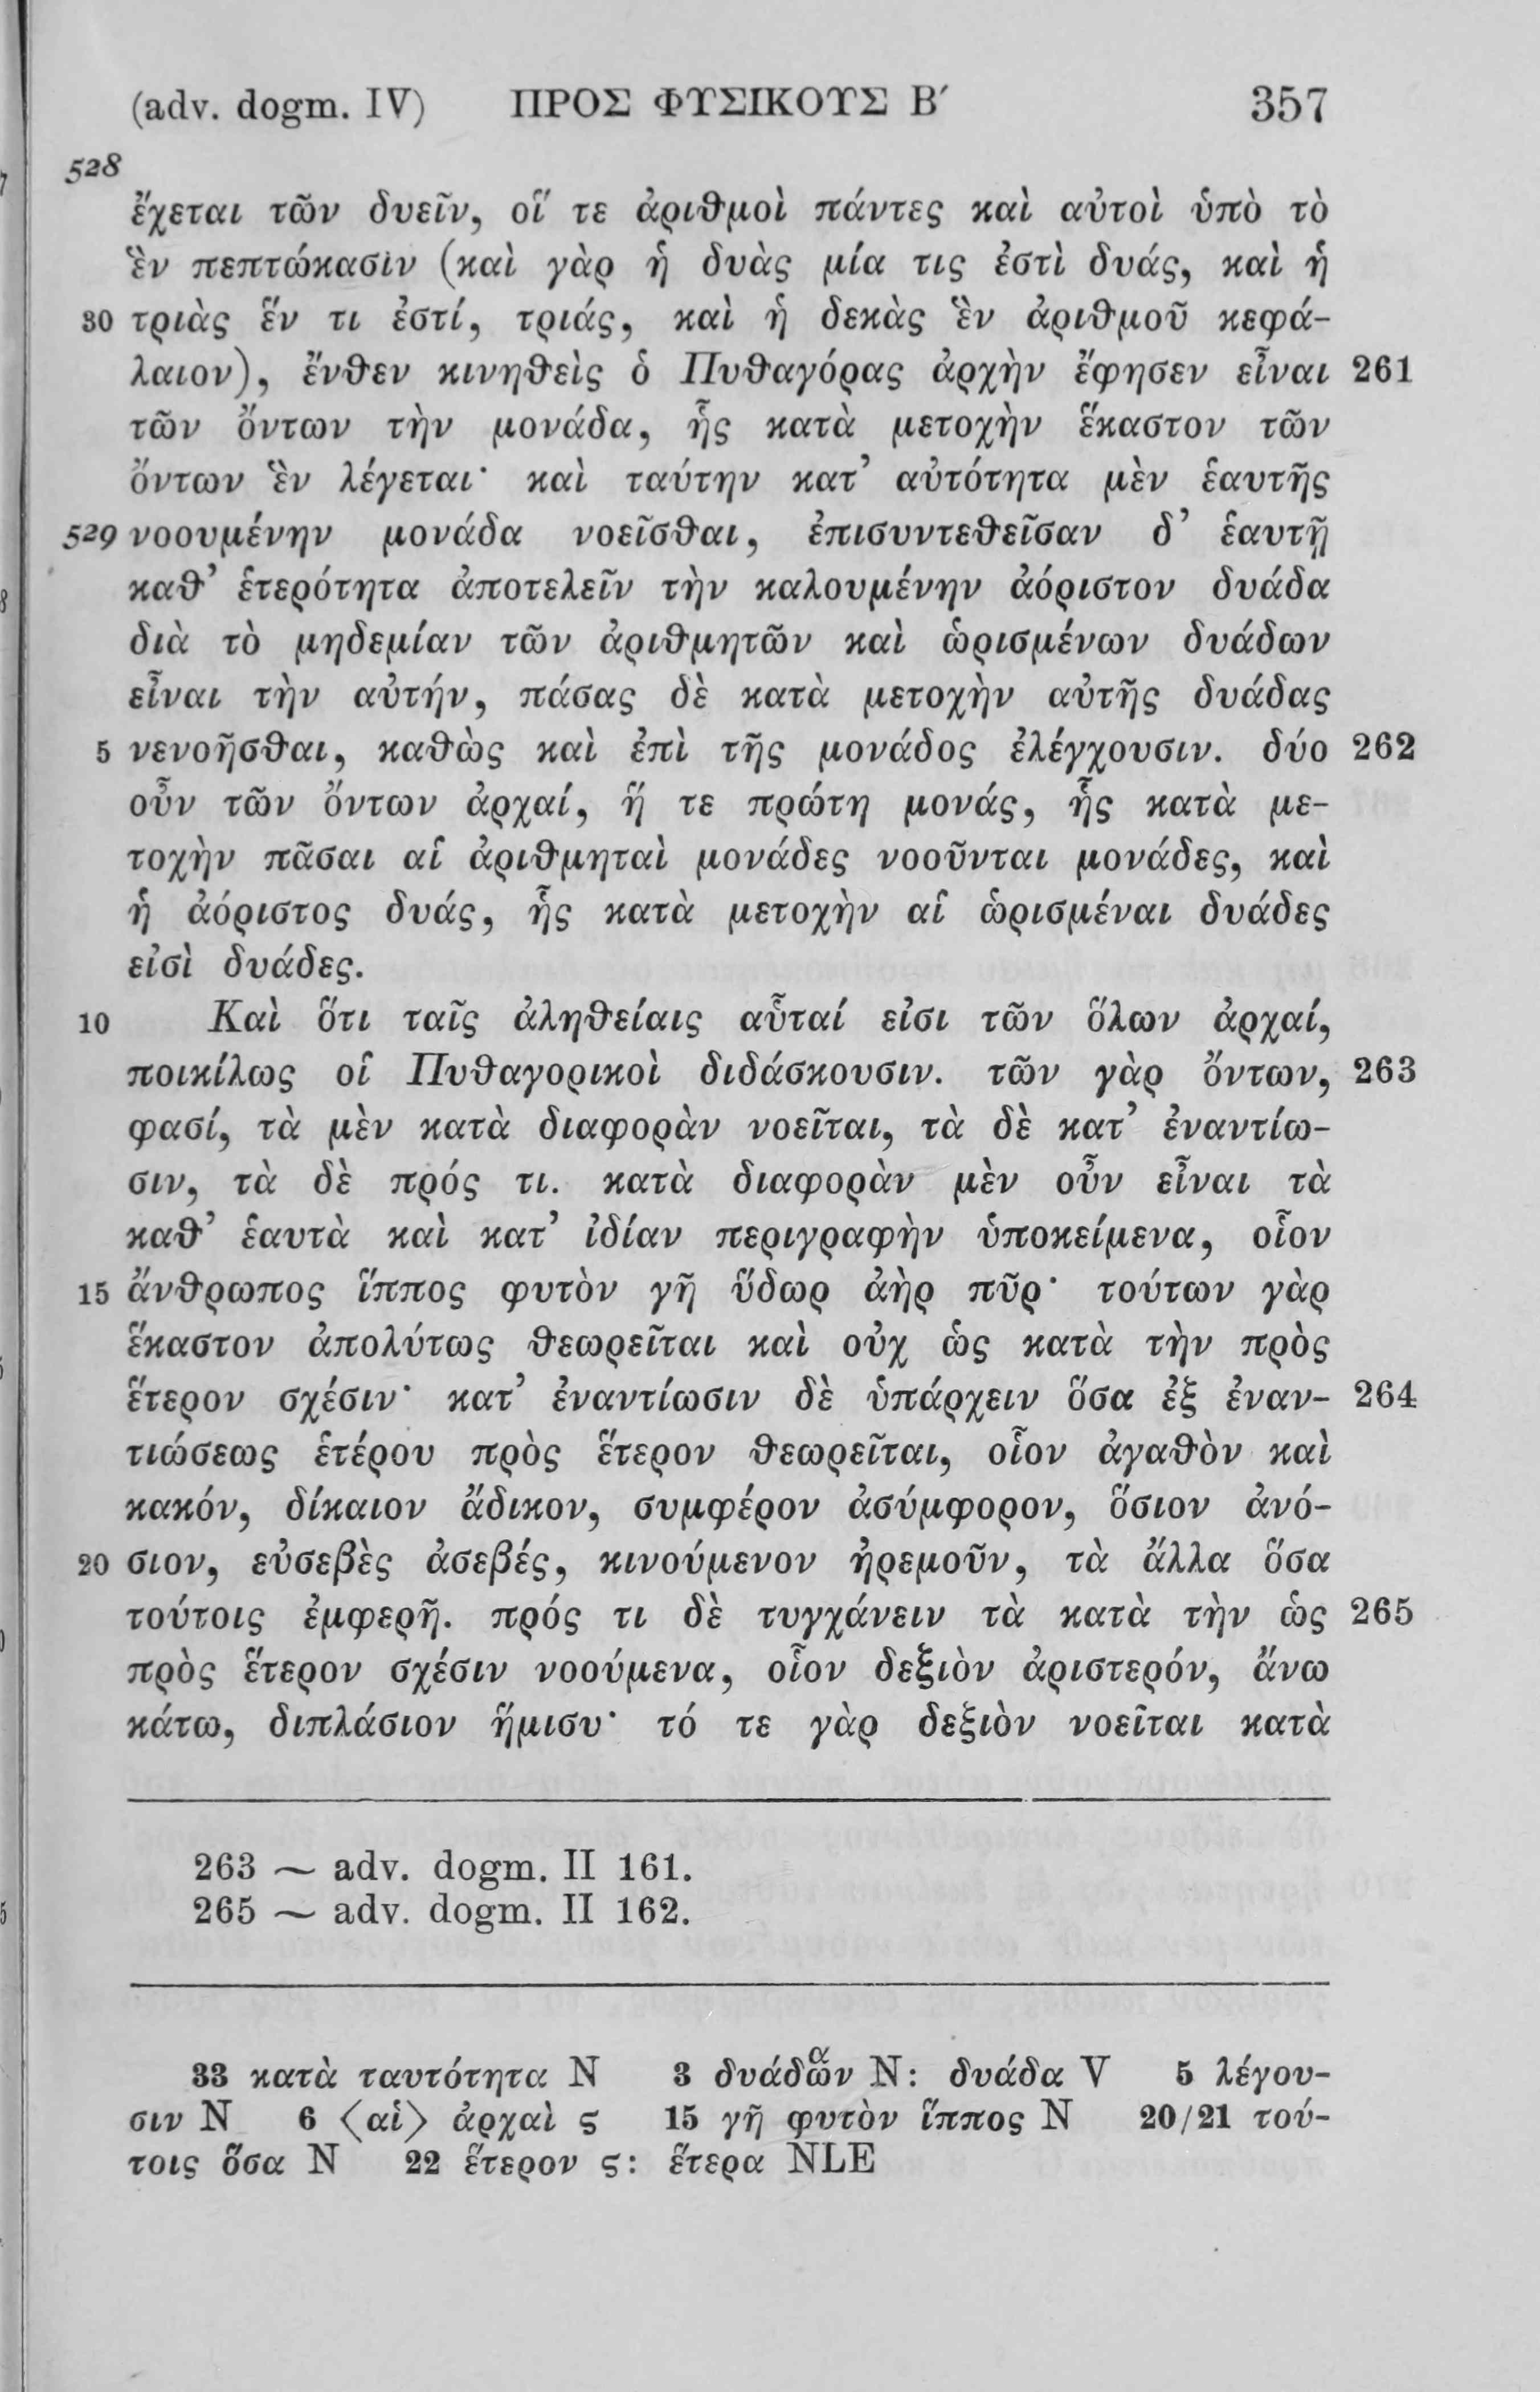 (adv. dogm. IV) ΠΡΟΣ ΦΥΣΙΚΟΥΣ Β′ 357
528
ἔχεται τῶν δυεῖν, οἵ τε ἀριθμοὶ πάντες καὶ αὐτοὶ ὑπὸ τὸ
ἓν πεπτώκασιν (καὶ γὰρ ἡ δυὰς μία τις ἐστὶ δυάς, καὶ ἡ
30 τριὰς ἕν τι ἐστί, τριάς, καὶ ἡ δεκὰς ἓν ἀριθμοῦ κεφά-
λαιον), ἔνθεν κινηθεὶς ὁ Πυθαγόρας ἀρχὴν ἔφησεν εἶναι 261
τῶν ὄντων τὴν μονάδα, ἧς κατὰ μετοχὴν ἕκαστον τῶν
ὄντων ἓν λέγεται· καὶ ταύτην κατ’ αὐτότητα μὲν ἑαυτῆς
529 νοουμένην μονάδα νοεῖσθαι, ἐπισυντεθεῖσαν δ’ ἑαυτῇ
καθ’ ἑτερότητα ἀποτελεῖν τὴν καλουμένην ἀόριστον δυάδα
διὰ τὸ μηδεμίαν τῶν ἀριθμητῶν καὶ ὡρισμένων δυάδων
εἶναι τὴν αὐτήν, πάσας δὲ κατὰ μετοχὴν αὐτῆς δυάδας
5 νενοῆσθαι, καθὼς καὶ ἐπὶ τῆς μονάδος ἐλέγχουσιν. δύο 262
οὖν τῶν ὄντων ἀρχαί, ἥ τε πρώτη μονάς, ἧς κατὰ με-
τοχὴν πᾶσαι αἱ ἀριθμηταὶ μονάδες νοοῦνται μονάδες, καὶ
ἡ ἀόριστος δυάς, ἧς κατὰ μετοχὴν αἱ ὡρισμέναι δυάδες
εἰσὶ δυάδες.
10 Καὶ ὅτι ταῖς ἀληθείαις αὗταί εἰσι τῶν ὅλων ἀρχαί,
ποικίλως οἱ Πυθαγορικοὶ διδάσκουσιν. τῶν γὰρ ὄντων, 263
φασί, τὰ μὲν κατὰ διαφορὰν νοεῖται, τὰ δὲ κατ’ ἐναντίω-
σιν, τὰ δὲ πρός τι. κατὰ διαφορὰν μὲν οὖν εἶναι τὰ
καθ’ ἑαυτὰ καὶ κατ’ ἰδίαν περιγραφὴν ὑποκείμενα, οἷον
15 ἄνθρωπος ἵππος φυτὸν γῆ ὕδωρ ἀὴρ πῦρ· τούτων γὰρ
ἕκαστον ἀπολύτως θεωρεῖται καὶ οὐχ ὡς κατὰ τὴν πρὸς
ἕτερον σχέσιν· κατ’ ἐναντίωσιν δὲ ὑπάρχειν ὅσα ἐξ ἐναν- 264
τιώσεως ἑτέρου πρὸς ἕτερον θεωρεῖται, οἷον ἀγαθὸν καὶ
κακόν, δίκαιον ἄδικον, συμφέρον ἀσύμφορον, ὅσιον ἀνό-
20 σιον, εὐσεβὲς ἀσεβές, κινούμενον ἠρεμοῦν, τὰ ἄλλα ὅσα
τούτοις ἐμφερῆ. πρός τι δὲ τυγχάνειν τὰ κατὰ τὴν ὡς 265
πρὸς ἕτερον σχέσιν νοούμενα, οἷον δεξιὸν ἀριστερόν, ἄνω
κάτω, διπλάσιον ἥμισυ· τό τε γὰρ δεξιὸν νοεῖται κατὰ
263 ∼ adv. dogm. II 161.
265 ∼ adv. dogm. II 162.
33 κατὰ ταυτότητα N 3 δυάδῶͣν N: δυάδα V 5 λέγου-
σιν N 6 ⟨αἱ⟩ ἀρχαὶ ς 15 γῆ φυτὸν ἵππος N 20/21 τού-
τοις ὅσα N 22 ἕτερον ς: ἕτερα NLE